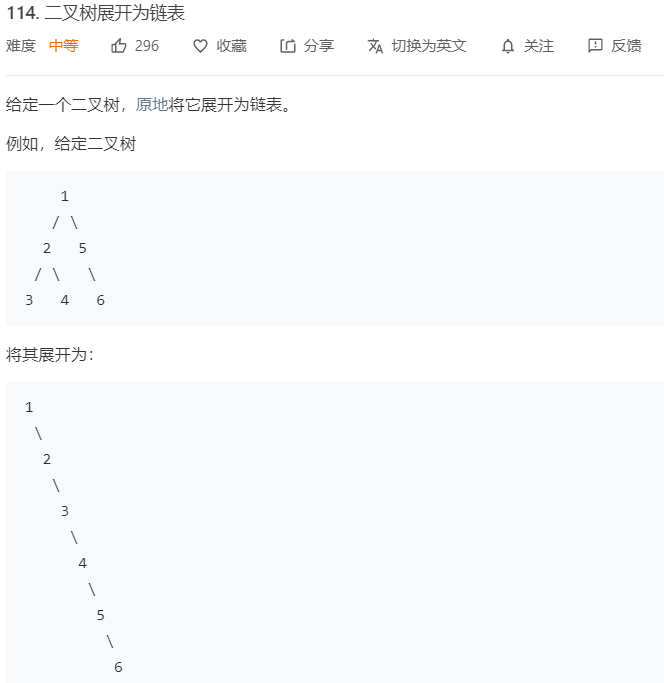 114. 二叉树展开为链表
难度 中等 296 收藏 分享 切换为英文 关注 反馈
给定一个二叉树，原地将它展开为链表。
例如，给定二叉树
    1
   / \
  2   5
 / \   \
3   4   6
将其展开为：
1
 \
  2
   \
    3
     \
      4
       \
        5
         \
          6